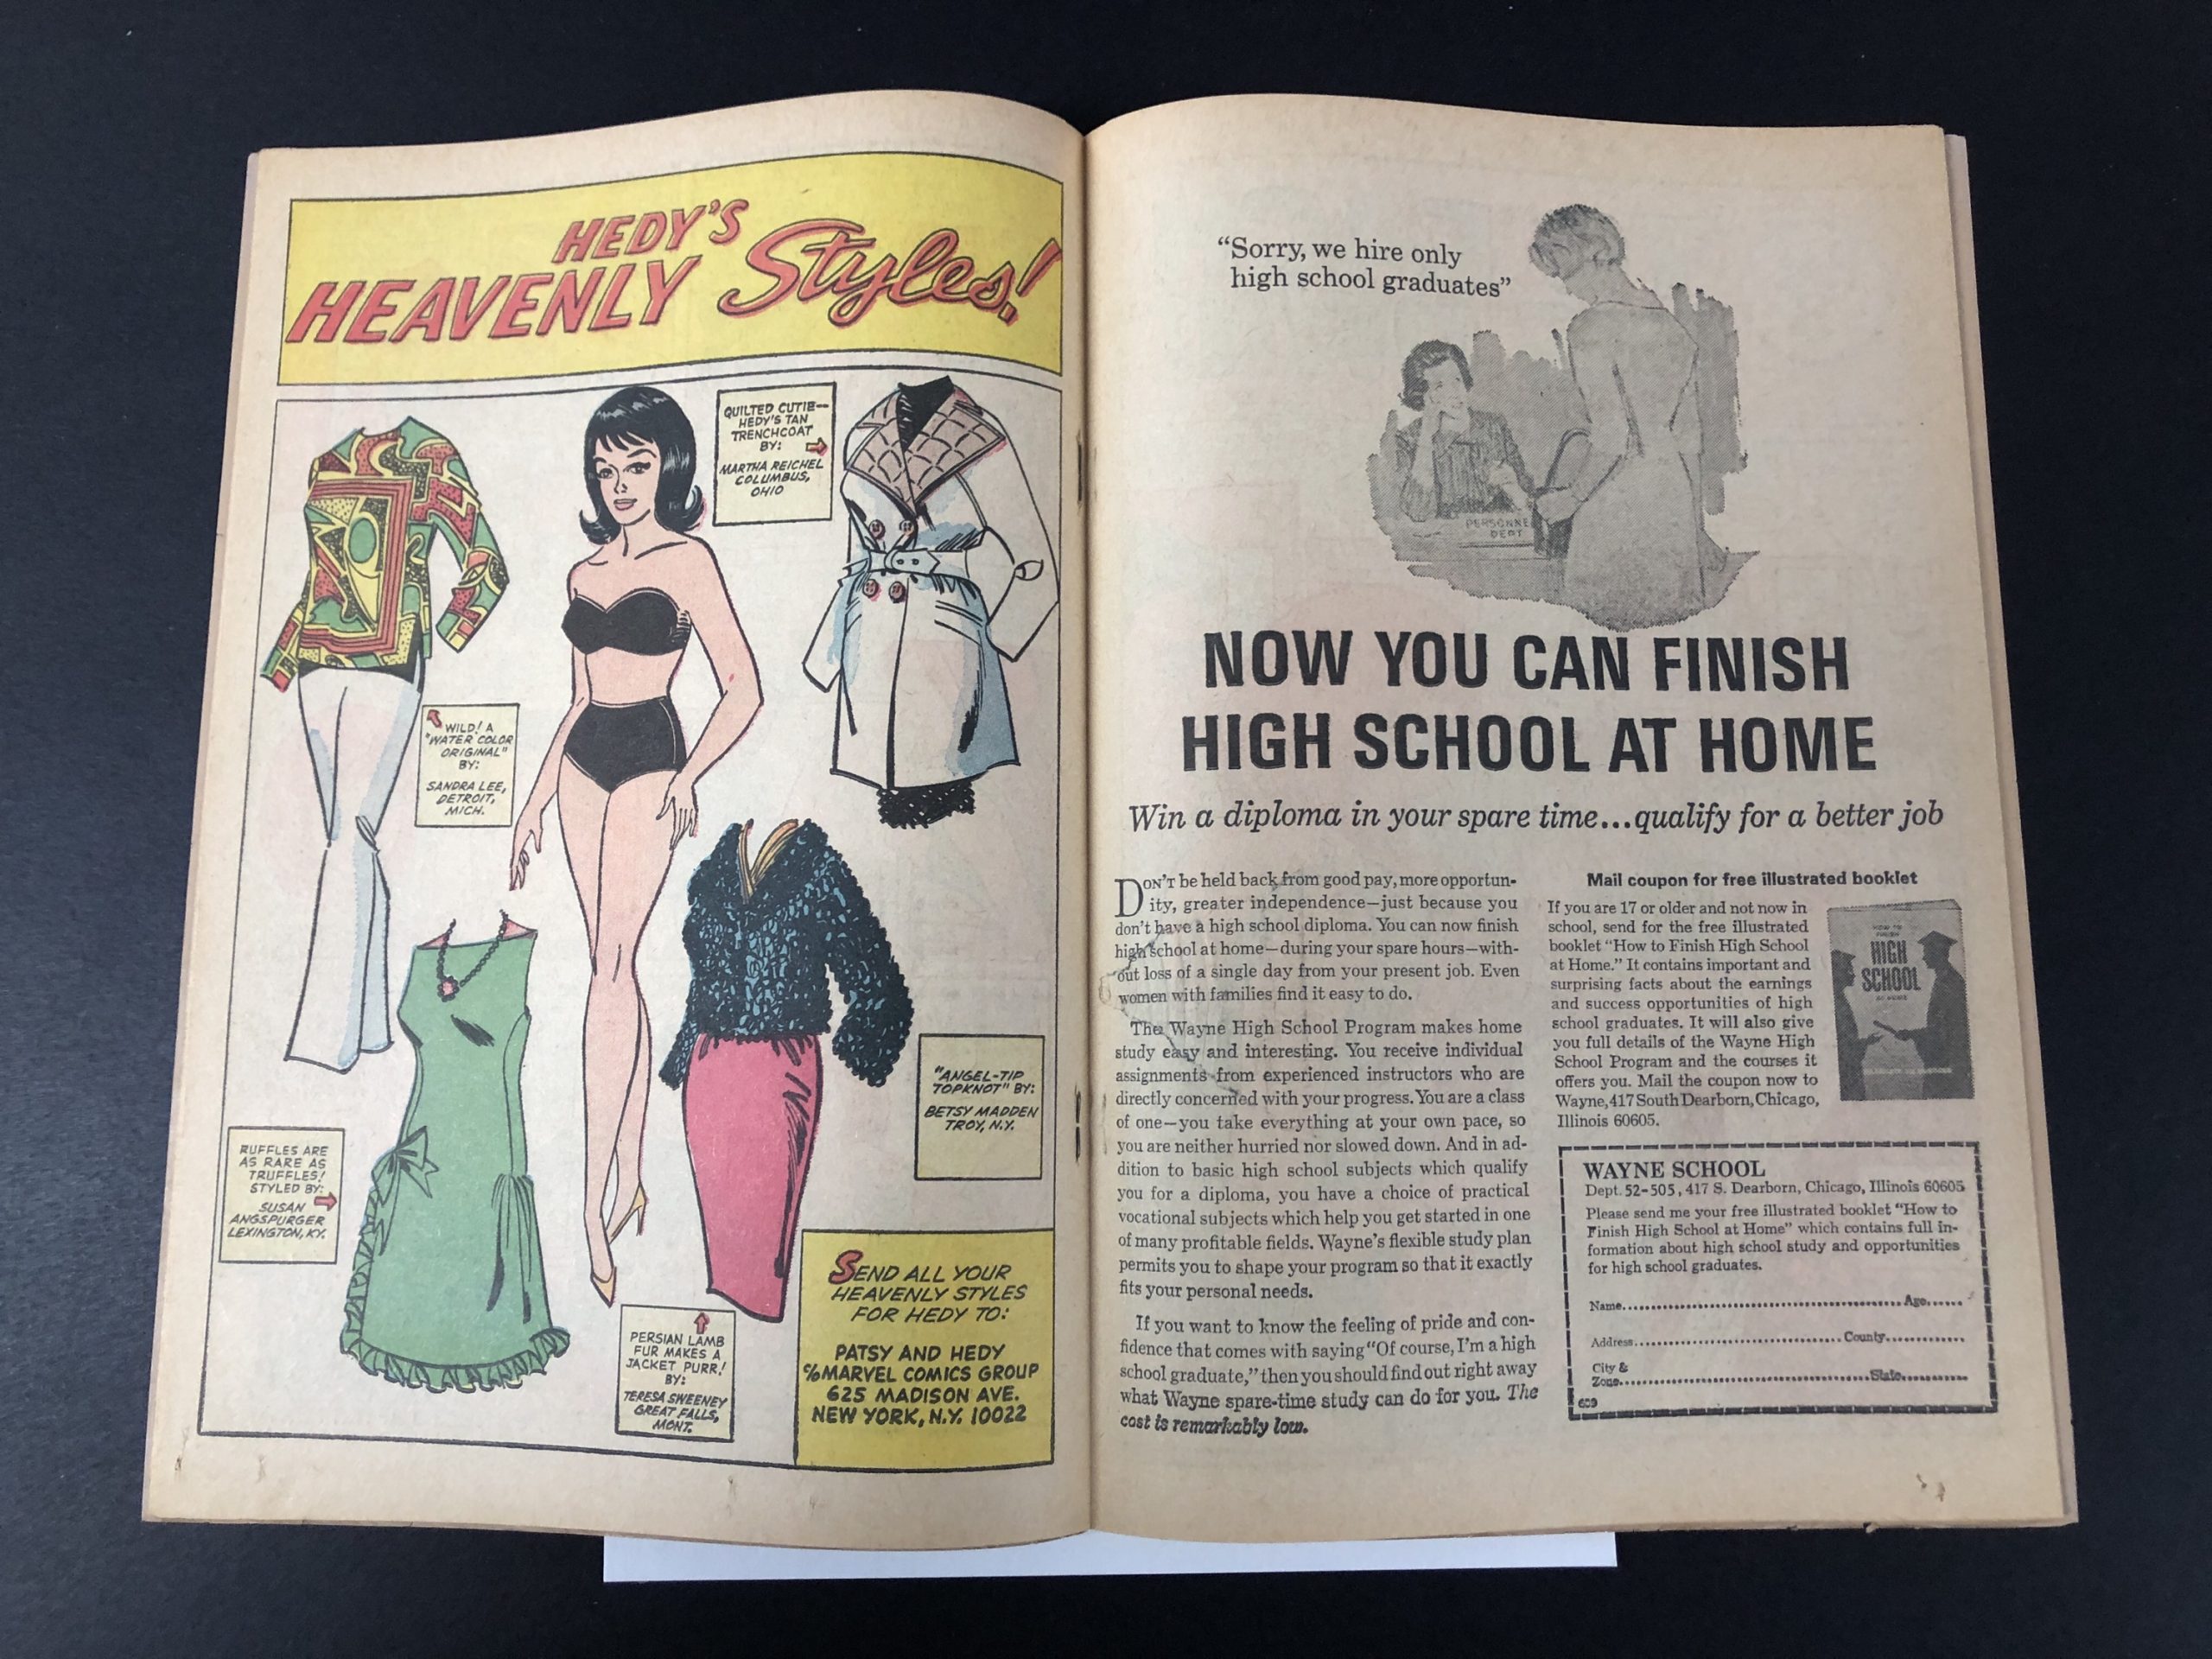 HEDY'S
HEAVENLY Styles!
QUILTED CUTIE--
HEDY'S TAN
TRENCHCOAT
BY:
MARTHA REICHEL
COLUMBUS,
OHIO
WILD! A
"WATER COLOR
ORIGINAL"
BY:
SANDRA LEE,
DETROIT,
MICH.
"ANGEL-TIP
TOPKNOT" BY:
BETSY MADDEN
TROY, N.Y.
RUFFLES ARE
AS RARE AS
TRUFFLES!
STYLED BY:
SUSAN
ANGSPURGER
LEXINGTON, KY.
PERSIAN LAMB
FUR MAKES A
JACKET PURR!
BY:
TERESA SWEENEY
GREAT FALLS,
MONT.
SEND ALL YOUR
HEAVENLY STYLES
FOR HEDY TO:
PATSY AND HEDY
c/o MARVEL COMICS GROUP
625 MADISON AVE.
NEW YORK, N.Y. 10022
"Sorry, we hire only
high school graduates"
PERSONNE
DEPT
NOW YOU CAN FINISH
HIGH SCHOOL AT HOME
Win a diploma in your spare time...qualify for a better job
DON'T be held back from good pay, more opportun-
ity, greater independence—just because you
don't have a high school diploma. You can now finish
high school at home—during your spare hours—with-
out loss of a single day from your present job. Even
women with families find it easy to do.
The Wayne High School Program makes home
study easy and interesting. You receive individual
assignments from experienced instructors who are
directly concerned with your progress. You are a class
of one—you take everything at your own pace, so
you are neither hurried nor slowed down. And in ad-
dition to basic high school subjects which qualify
you for a diploma, you have a choice of practical
vocational subjects which help you get started in one
of many profitable fields. Wayne's flexible study plan
permits you to shape your program so that it exactly
fits your personal needs.
If you want to know the feeling of pride and con-
fidence that comes with saying "Of course, I'm a high
school graduate," then you should find out right away
what Wayne spare-time study can do for you. The
cost is remarkably low.
Mail coupon for free illustrated booklet
If you are 17 or older and not now in
school, send for the free illustrated
booklet "How to Finish High School
at Home." It contains important and
surprising facts about the earnings
and success opportunities of high
school graduates. It will also give
you full details of the Wayne High
School Program and the courses it
offers you. Mail the coupon now to
Wayne, 417 South Dearborn, Chicago,
Illinois 60605.
HOW TO
FINISH
HIGH
SCHOOL
AT HOME
WAYNE SCHOOL
Dept. 52-505, 417 S. Dearborn, Chicago, Illinois 60605
Please send me your free illustrated booklet "How to
Finish High School at Home" which contains full in-
formation about high school study and opportunities
for high school graduates.
Name.......... Age......
Address.......... County..........
City &
Zone.......... State..........